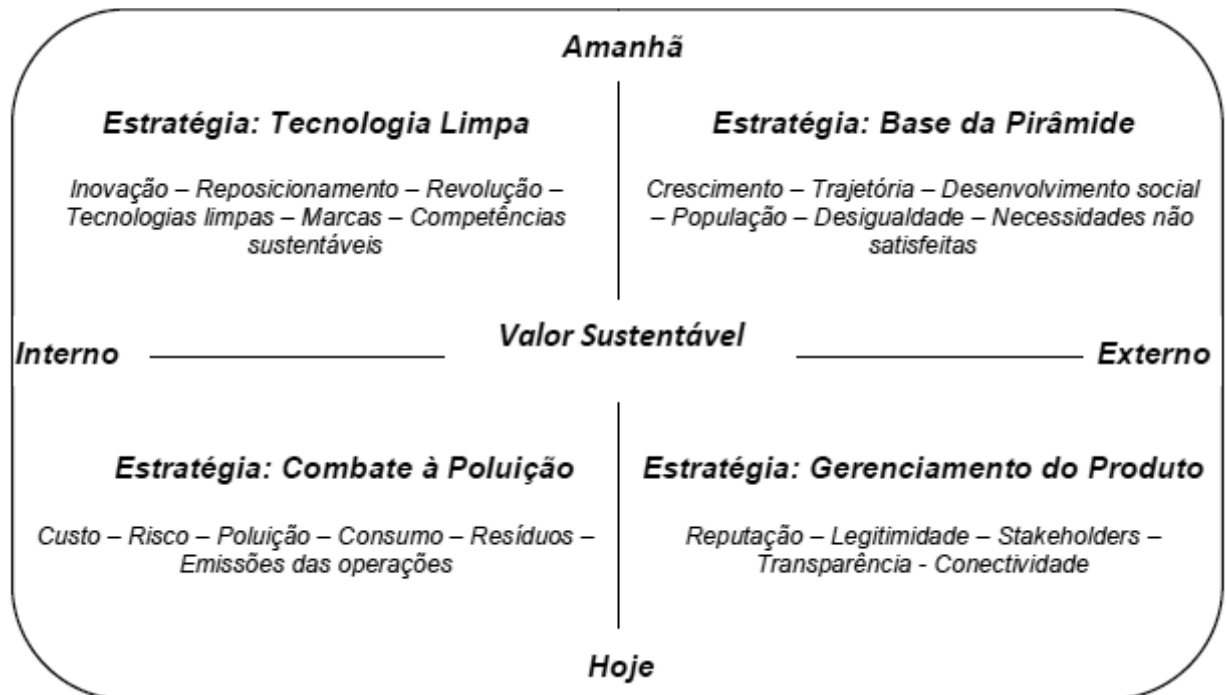 Amanhã
Estratégia: Tecnologia Limpa
Inovação – Reposicionamento – Revolução –
Tecnologias limpas – Marcas – Competências
sustentáveis
Estratégia: Base da Pirâmide
Crescimento – Trajetória – Desenvolvimento social
– População – Desigualdade – Necessidades não
satisfeitas
Interno
Valor Sustentável
Externo
Estratégia: Combate à Poluição
Custo – Risco – Poluição – Consumo – Resíduos –
Emissões das operações
Estratégia: Gerenciamento do Produto
Reputação – Legitimidade – Stakeholders –
Transparência - Conectividade
Hoje